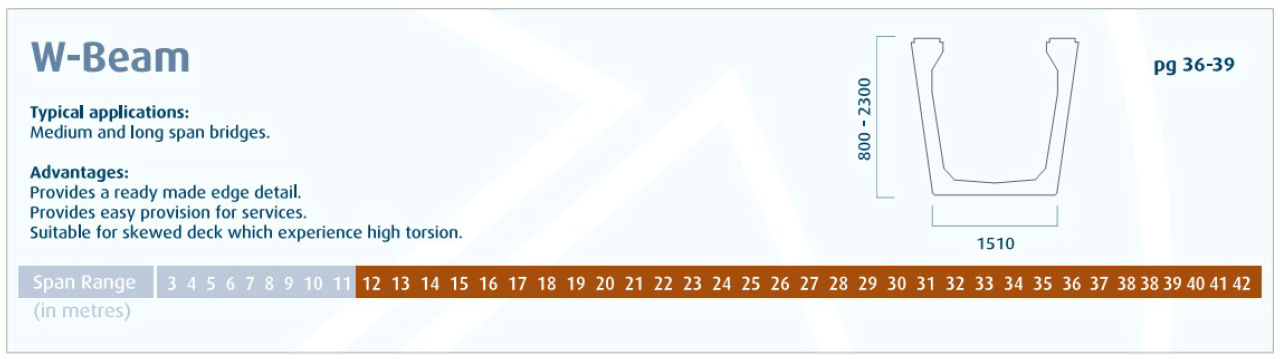 W-Beam
pg 36-39
Typical applications:
Medium and long span bridges.
Advantages:
Provides a ready made edge detail.
Provides easy provision for services.
Suitable for skewed deck which experience high torsion.
800 - 2300
1510
Span Range 3 4 5 6 7 8 9 10 11 12 13 14 15 16 17 18 19 20 21 22 23 24 25 26 27 28 29 30 31 32 33 34 35 36 37 38 38 39 40 41 42
(in metres)